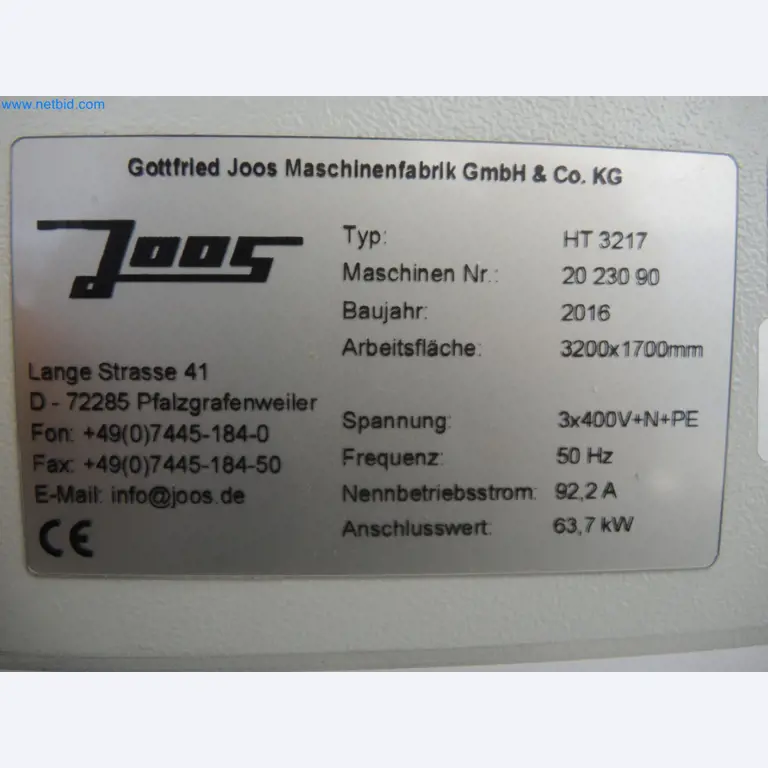 www.netbid.com
Gottfried Joos Maschinenfabrik GmbH & Co. KG
Joos
Typ: HT 3217
Maschinen Nr.: 20 230 90
Baujahr: 2016
Arbeitsfläche: 3200x1700mm
Lange Strasse 41
D - 72285 Pfalzgrafenweiler
Fon: +49(0)7445-184-0
Fax: +49(0)7445-184-50
E-Mail: info@joos.de
CE
Spannung: 3x400V+N+PE
Frequenz: 50 Hz
Nennbetriebsstrom: 92,2 A
Anschlusswert: 63,7 kW